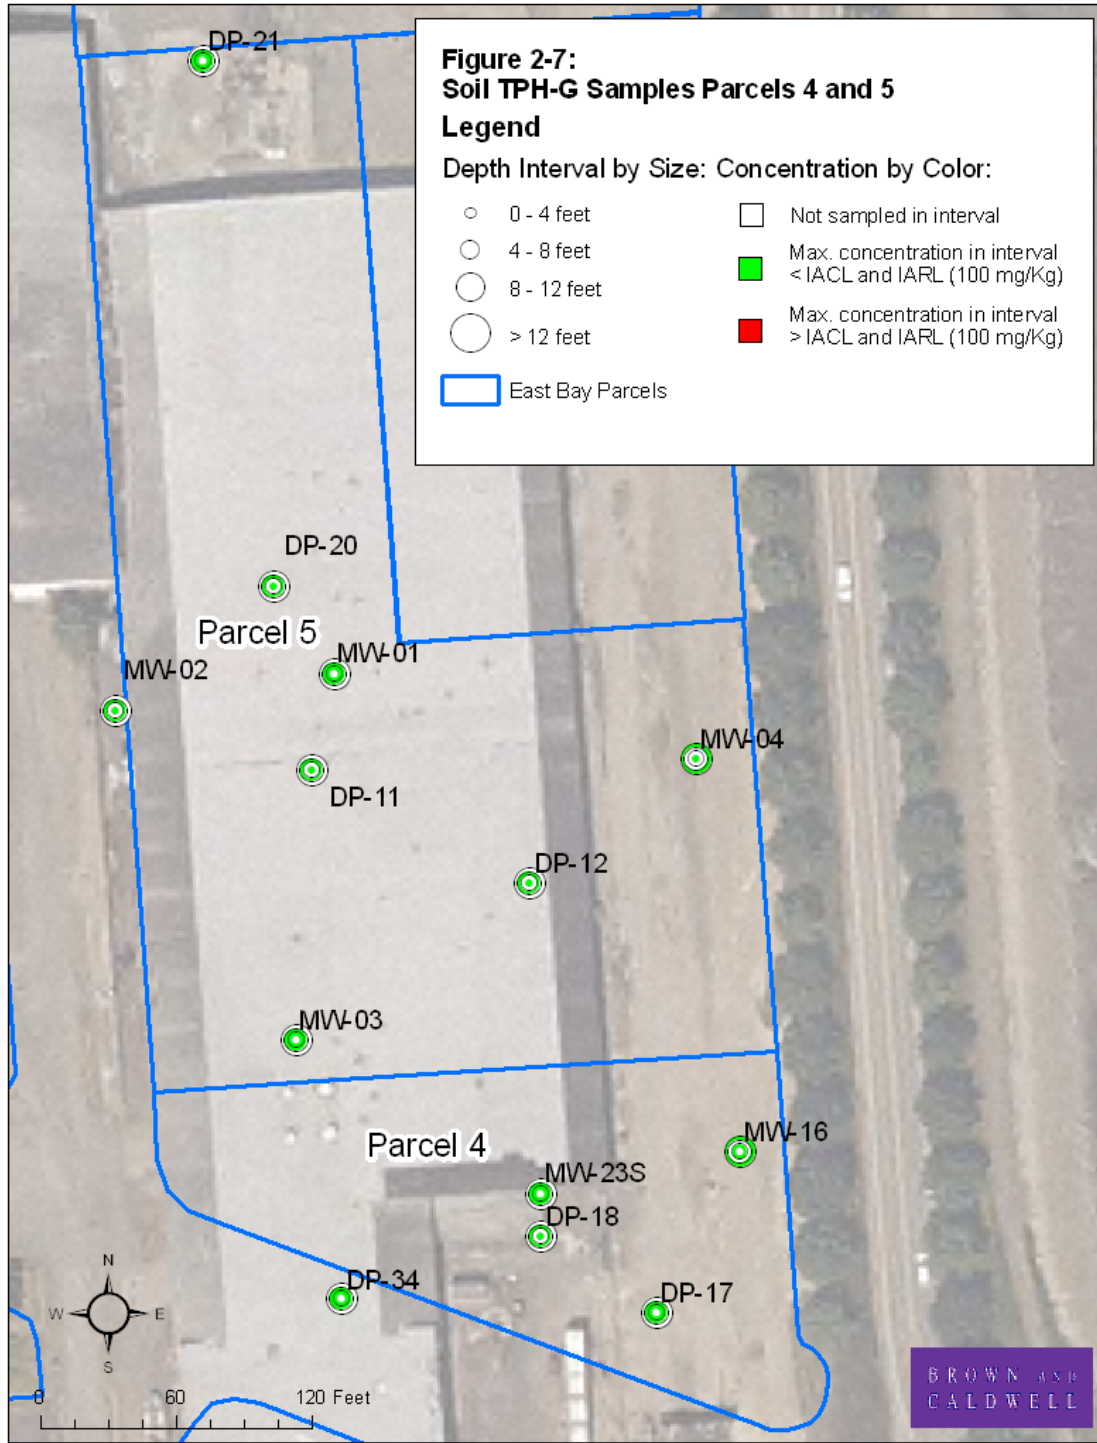 Figure 2-7:
Soil TPH-G Samples Parcels 4 and 5
Legend
Depth Interval by Size: Concentration by Color:
0 - 4 feet
4 - 8 feet
8 - 12 feet
> 12 feet
Not sampled in interval
Max. concentration in interval
< IACL and IARL (100 mg/Kg)
Max. concentration in interval
> IACL and IARL (100 mg/Kg)
East Bay Parcels
DP-21
DP-20
Parcel 5
MW-01
MW-02
MW-04
DP-11
DP-12
MW-03
Parcel 4
MW-16
MW-23S
DP-18
DP-34
DP-17
N
W E
S
0 60 120 Feet
BROWN AND
CALDWELL